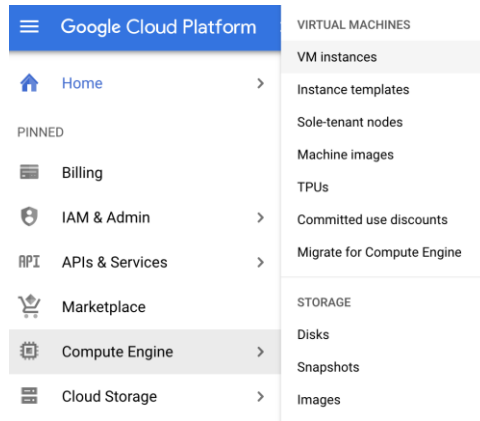 Google Cloud Platform
Home
PINNED
Billing
IAM & Admin
API APIs & Services
Marketplace
Compute Engine
Cloud Storage
VIRTUAL MACHINES
VM instances
Instance templates
Sole-tenant nodes
Machine images
TPUs
Committed use discounts
Migrate for Compute Engine
STORAGE
Disks
Snapshots
Images